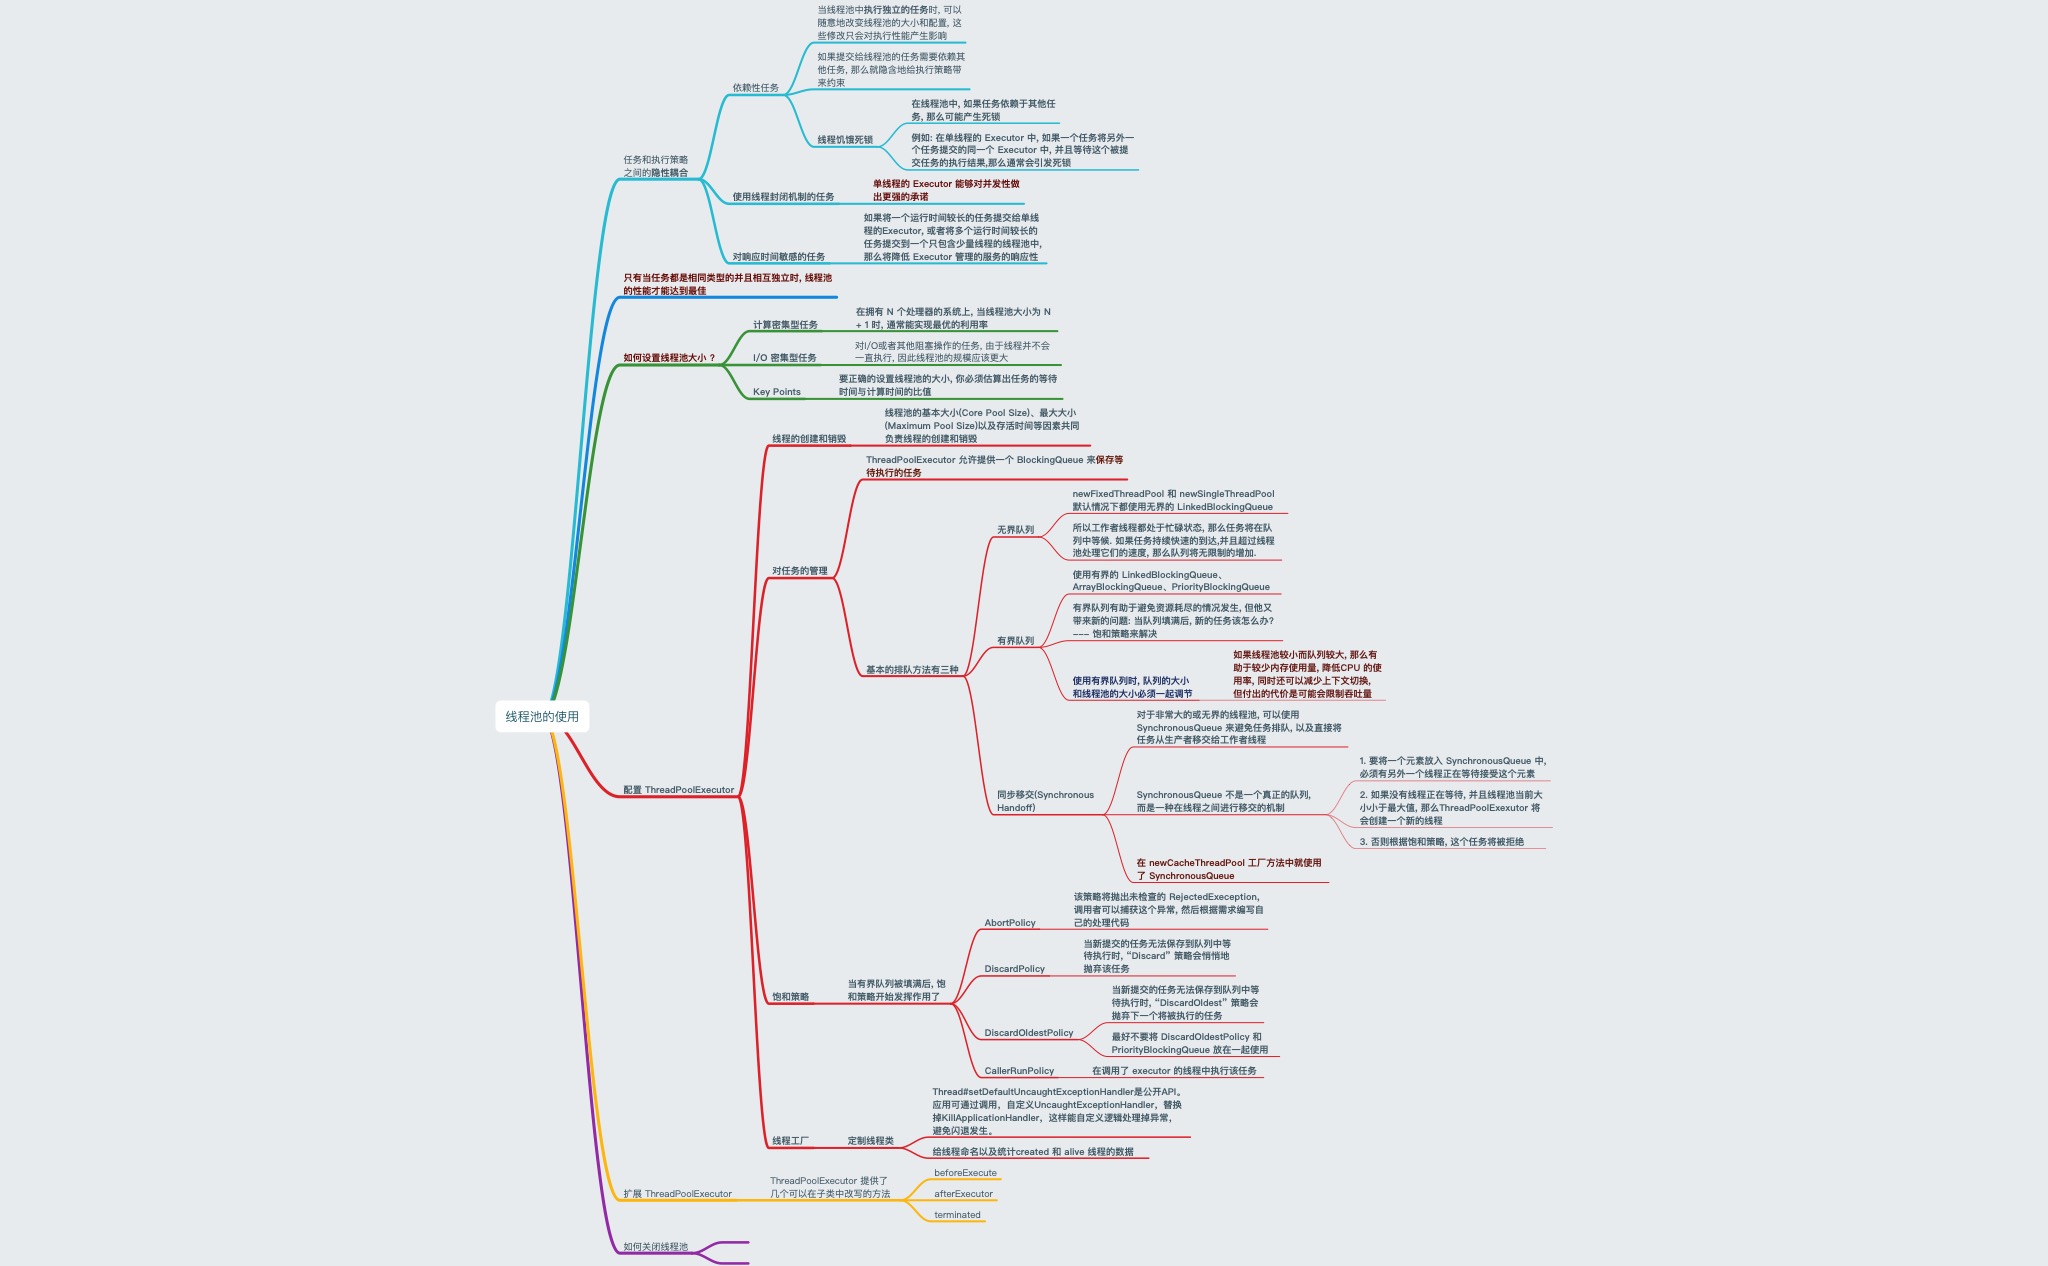 当线程池中执行独立的任务时, 可以
随意地改变线程池的大小和配置, 这
些修改只会对执行性能产生影响
如果提交给线程池的任务需要依赖其
他任务, 那么就隐含地给执行策略带
来约束
依赖性任务
在线程池中, 如果任务依赖于其他任
务, 那么可能产生死锁
线程饥饿死锁
例如: 在单线程的 Executor 中, 如果一个任务将另外一
个任务提交的同一个 Executor 中, 并且等待这个被提
交任务的执行结果,那么通常会引发死锁
任务和执行策略
之间的隐性耦合
使用线程封闭机制的任务
单线程的 Executor 能够对并发性做
出更强的承诺
对响应时间敏感的任务
如果将一个运行时间较长的任务提交给单线
程的Executor, 或者将多个运行时间较长的
任务提交到一个只包含少量线程的线程池中,
那么将降低 Executor 管理的服务的响应性
只有当任务都是相同类型的并且相互独立时, 线程池
的性能才能达到最佳
如何设置线程池大小 ？
计算密集型任务
在拥有 N 个处理器的系统上, 当线程池大小为 N
+ 1 时, 通常能实现最优的利用率
I/O 密集型任务
对I/O或者其他阻塞操作的任务, 由于线程并不会
一直执行, 因此线程池的规模应该更大
Key Points
要正确的设置线程池的大小, 你必须估算出任务的等待
时间与计算时间的比值
线程池的使用
配置 ThreadPoolExecutor
线程的创建和销毁
线程池的基本大小(Core Pool Size)、最大大小
(Maximum Pool Size)以及存活时间等因素共同
负责线程的创建和销毁
对任务的管理
ThreadPoolExecutor 允许提供一个 BlockingQueue 来保存等
待执行的任务
基本的排队方法有三种
无界队列
newFixedThreadPool 和 newSingleThreadPool
默认情况下都使用无界的 LinkedBlockingQueue
所以工作者线程都处于忙碌状态, 那么任务将在队
列中等候. 如果任务持续快速的到达,并且超过线程
池处理它们的速度, 那么队列将无限制的增加.
有界队列
使用有界的 LinkedBlockingQueue、
ArrayBlockingQueue、PriorityBlockingQueue
有界队列有助于避免资源耗尽的情况发生, 但他又
带来新的问题: 当队列填满后, 新的任务该怎么办?
--- 饱和策略来解决
使用有界队列时, 队列的大小
和线程池的大小必须一起调节
如果线程池较小而队列较大, 那么有
助于较少内存使用量, 降低CPU 的使
用率, 同时还可以减少上下文切换,
但付出的代价是可能会限制吞吐量
同步移交(Synchronous
Handoff)
对于非常大的或无界的线程池, 可以使用
SynchronousQueue 来避免任务排队, 以及直接将
任务从生产者移交给工作者线程
SynchronousQueue 不是一个真正的队列,
而是一种在线程之间进行移交的机制
1. 要将一个元素放入 SynchronousQueue 中,
必须有另外一个线程正在等待接受这个元素
2. 如果没有线程正在等待, 并且线程池当前大
小小于最大值, 那么ThreadPoolExexutor 将
会创建一个新的线程
3. 否则根据饱和策略, 这个任务将被拒绝
在 newCacheThreadPool 工厂方法中就使用
了 SynchronousQueue
饱和策略
当有界队列被填满后, 饱
和策略开始发挥作用了
AbortPolicy
该策略将抛出未检查的 RejectedExeception,
调用者可以捕获这个异常, 然后根据需求编写自
己的处理代码
DiscardPolicy
当新提交的任务无法保存到队列中等
待执行时, “Discard” 策略会悄悄地
抛弃该任务
DiscardOldestPolicy
当新提交的任务无法保存到队列中等
待执行时, “DiscardOldest” 策略会
抛弃下一个将被执行的任务
最好不要将 DiscardOldestPolicy 和
PriorityBlockingQueue 放在一起使用
CallerRunPolicy
在调用了 executor 的线程中执行该任务
线程工厂
定制线程类
Thread#setDefaultUncaughtExceptionHandler是公开API。
应用可通过调用，自定义UncaughtExceptionHandler，替换
掉KillApplicationHandler，这样能自定义逻辑处理掉异常，
避免闪退发生。
给线程命名以及统计created 和 alive 线程的数据
扩展 ThreadPoolExecutor
ThreadPoolExecutor 提供了
几个可以在子类中改写的方法
beforeExecute
afterExecutor
terminated
如何关闭线程池